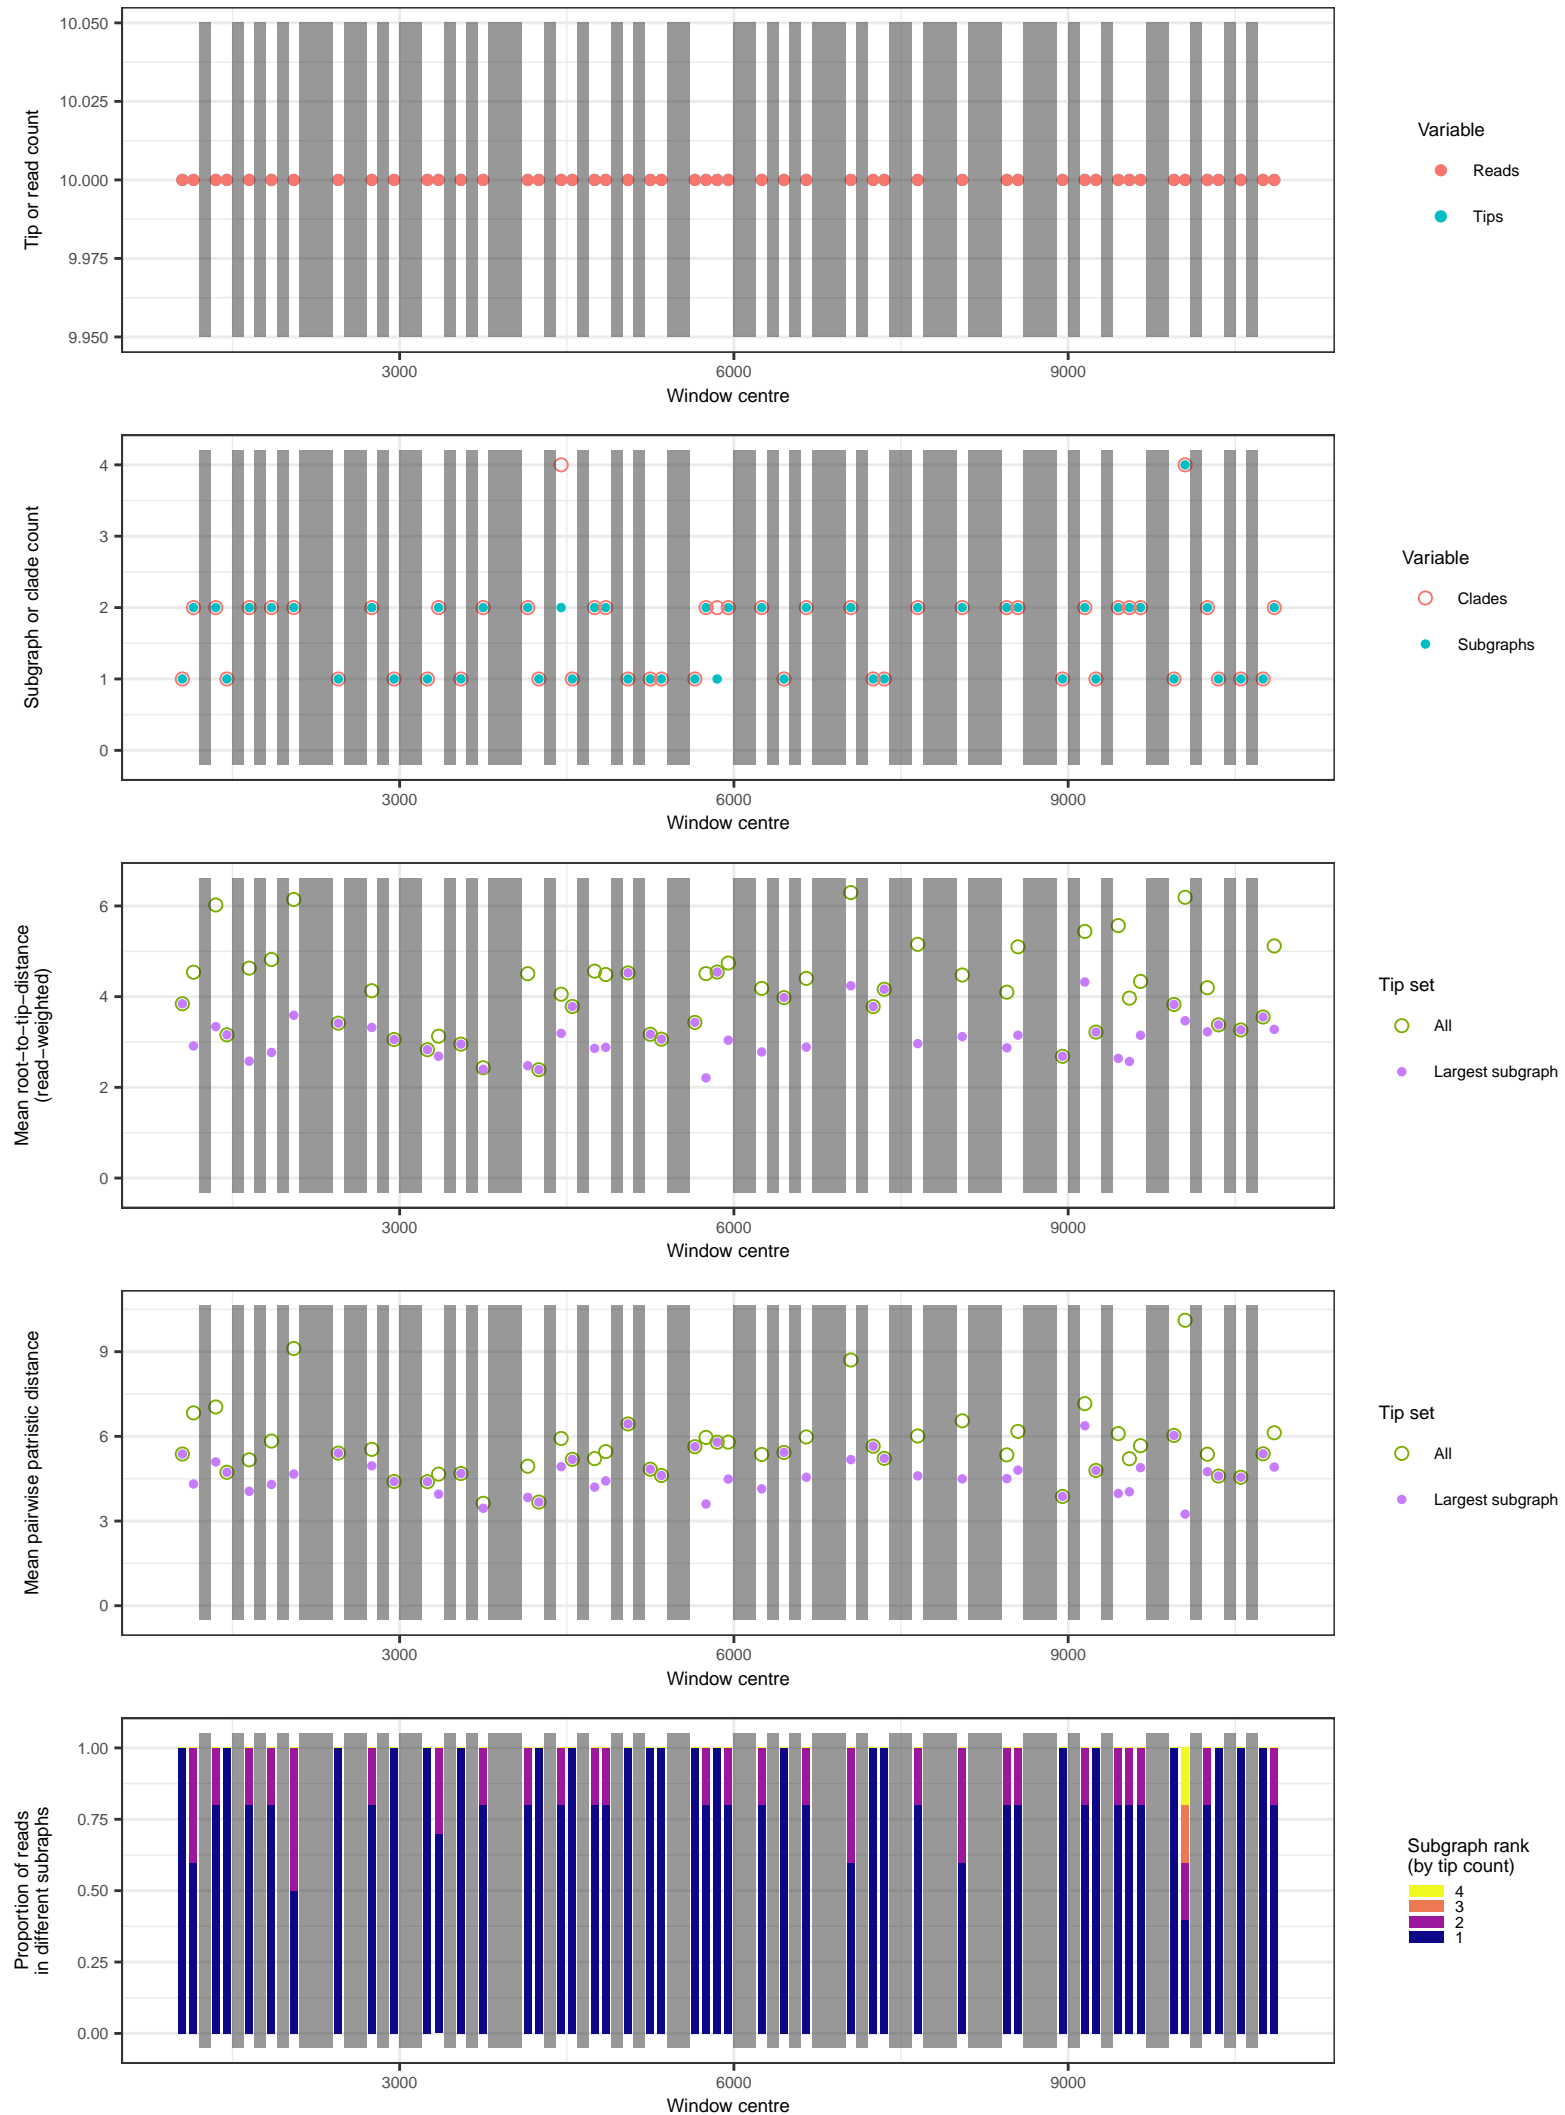 10.050
10.025
10.000
9.975
9.950
Tip or read count
3000
6000
9000
Window centre
Variable
Reads
Tips
4
3
2
1
0
Subgraph or clade count
3000
6000
9000
Window centre
Variable
Clades
Subgraphs
6
4
2
0
Mean root−to−tip−distance
(read−weighted)
3000
6000
9000
Window centre
Tip set
All
Largest subgraph
9
6
3
0
Mean pairwise patristic distance
3000
6000
9000
Window centre
Tip set
All
Largest subgraph
1.00
0.75
0.50
0.25
0.00
Proportion of reads
in different subraphs
3000
6000
9000
Window centre
Subgraph rank
(by tip count)
4
3
2
1